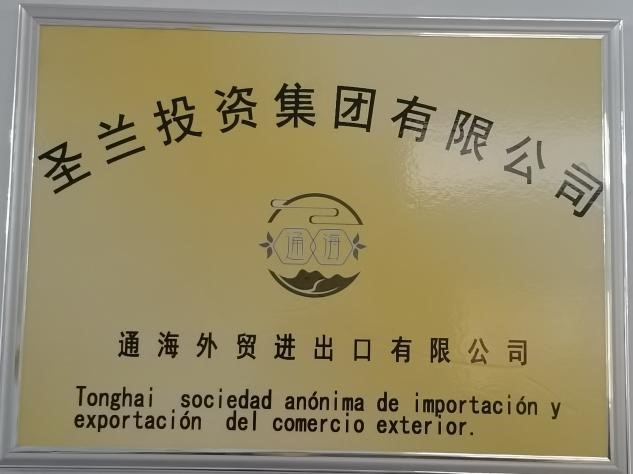 圣兰投资集团有限公司
通海
通海外贸进出口有限公司
Tonghai sociedad anónima de importación y
exportación del comercio exterior.